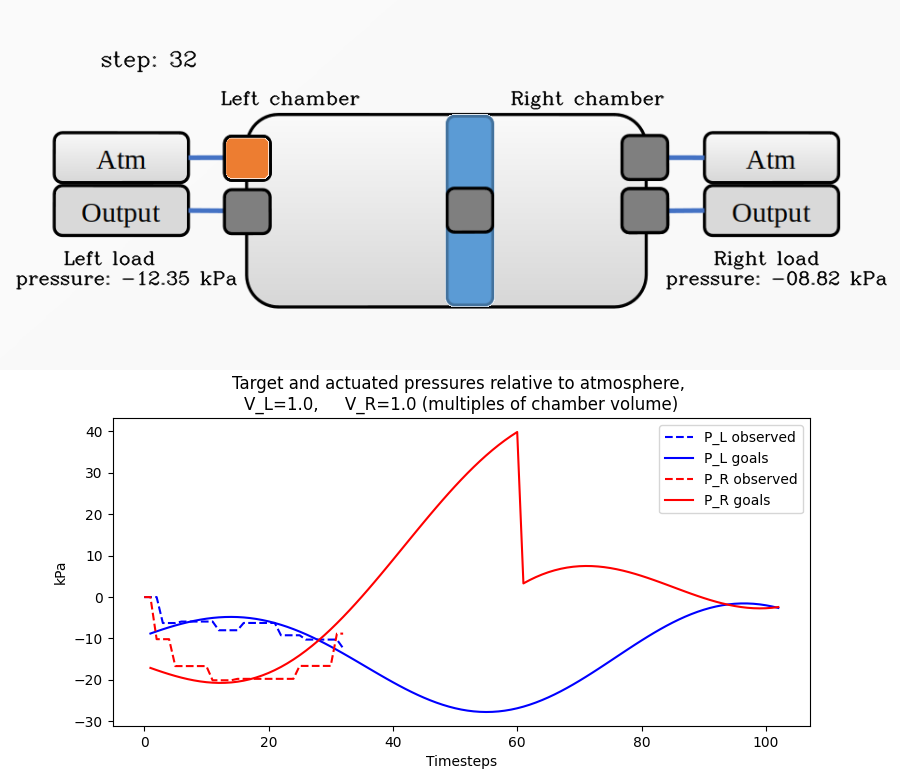 step: 32
Left chamber
Right chamber
Atm
Atm
Output
Output
Left load
pressure: -12.35 kPa
Right load
pressure: -08.82 kPa
Target and actuated pressures relative to atmosphere,
V_L=1.0, V_R=1.0 (multiples of chamber volume)
40
30
20
10
0
−10
−20
−30
kPa
P_L observed
P_L goals
P_R observed
P_R goals
0
20
40
60
80
100
Timesteps